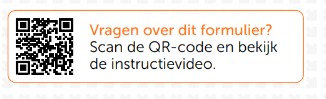 Vragen over dit formulier?
Scan de QR-code en bekijk
de instructievideo.